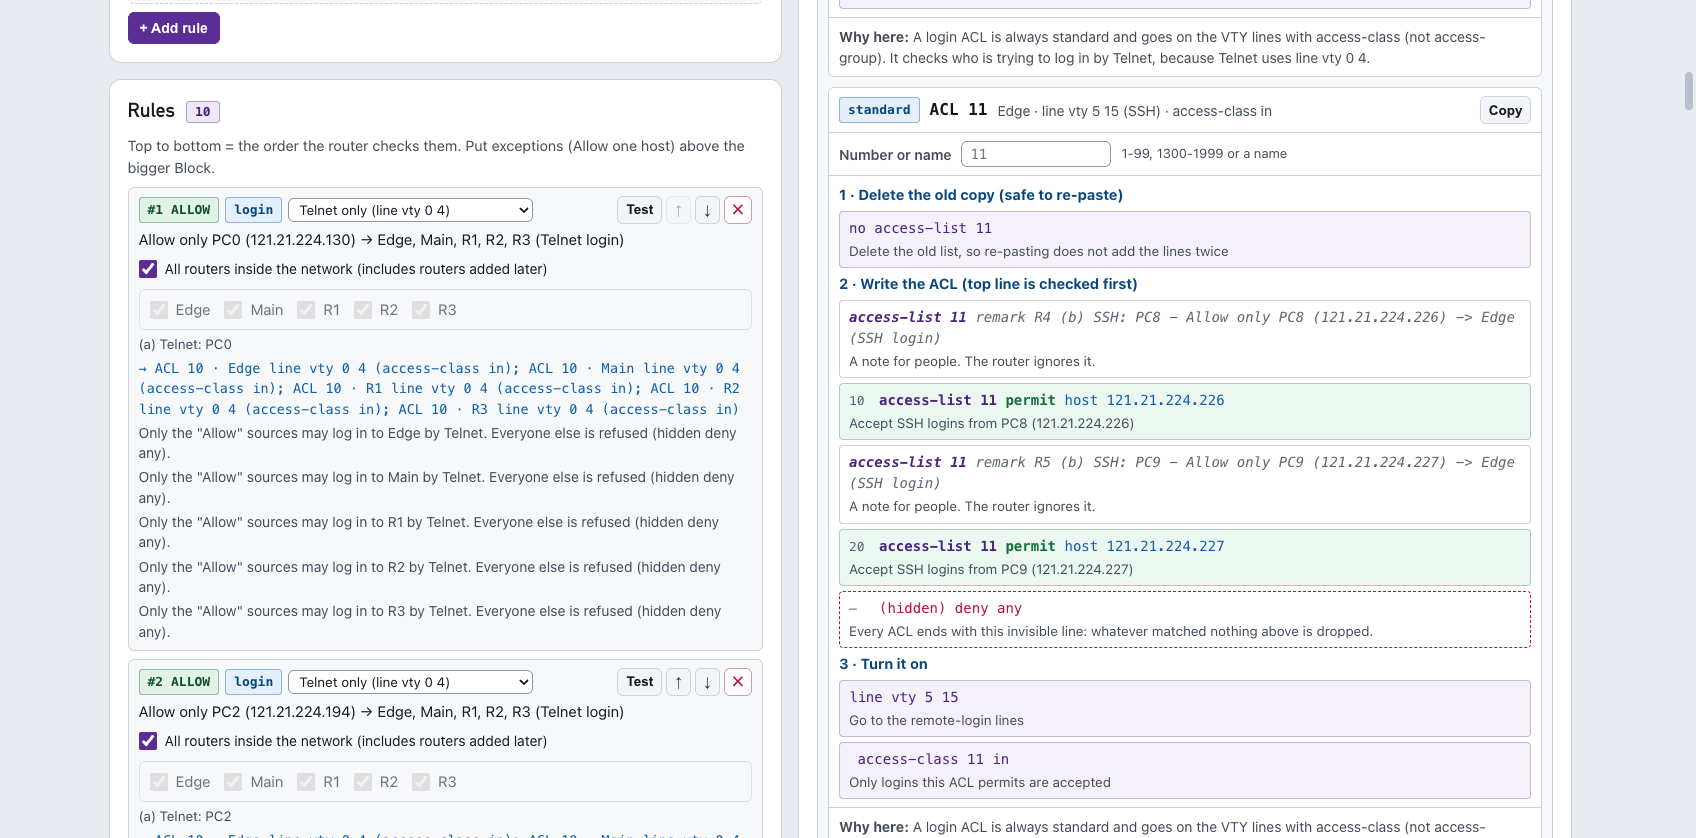 + Add rule
Rules 10
Top to bottom = the order the router checks them. Put exceptions (Allow one host) above the
bigger Block.
#1 ALLOW login Telnet only (line vty 0 4) Test ↑ ↓ ✕
Allow only PC0 (121.21.224.130) → Edge, Main, R1, R2, R3 (Telnet login)
All routers inside the network (includes routers added later)
Edge Main R1 R2 R3
(a) Telnet: PC0
→ ACL 10 · Edge line vty 0 4 (access-class in); ACL 10 · Main line vty 0 4
(access-class in); ACL 10 · R1 line vty 0 4 (access-class in); ACL 10 · R2
line vty 0 4 (access-class in); ACL 10 · R3 line vty 0 4 (access-class in)
Only the "Allow" sources may log in to Edge by Telnet. Everyone else is refused (hidden deny
any).
Only the "Allow" sources may log in to Main by Telnet. Everyone else is refused (hidden deny
any).
Only the "Allow" sources may log in to R1 by Telnet. Everyone else is refused (hidden deny
any).
Only the "Allow" sources may log in to R2 by Telnet. Everyone else is refused (hidden deny
any).
Only the "Allow" sources may log in to R3 by Telnet. Everyone else is refused (hidden deny
any).
#2 ALLOW login Telnet only (line vty 0 4) Test ↑ ↓ ✕
Allow only PC2 (121.21.224.194) → Edge, Main, R1, R2, R3 (Telnet login)
All routers inside the network (includes routers added later)
Edge Main R1 R2 R3
(a) Telnet: PC2
→ ACL 10 · Edge line vty 0 4 (access-class in); ACL 10 · Main line vty 0 4
Why here: A login ACL is always standard and goes on the VTY lines with access-class (not access-
group). It checks who is trying to log in by Telnet, because Telnet uses line vty 0 4.
standard ACL 11 Edge · line vty 5 15 (SSH) · access-class in Copy
Number or name 11 1-99, 1300-1999 or a name
1 · Delete the old copy (safe to re-paste)
no access-list 11
Delete the old list, so re-pasting does not add the lines twice
2 · Write the ACL (top line is checked first)
access-list 11 remark R4 (b) SSH: PC8 - Allow only PC8 (121.21.224.226) -> Edge
(SSH login)
A note for people. The router ignores it.
10 access-list 11 permit host 121.21.224.226
Accept SSH logins from PC8 (121.21.224.226)
access-list 11 remark R5 (b) SSH: PC9 - Allow only PC9 (121.21.224.227) -> Edge
(SSH login)
A note for people. The router ignores it.
20 access-list 11 permit host 121.21.224.227
Accept SSH logins from PC9 (121.21.224.227)
— (hidden) deny any
Every ACL ends with this invisible line: whatever matched nothing above is dropped.
3 · Turn it on
line vty 5 15
Go to the remote-login lines
access-class 11 in
Only logins this ACL permits are accepted
Why here: A login ACL is always standard and goes on the VTY lines with access-class (not access-